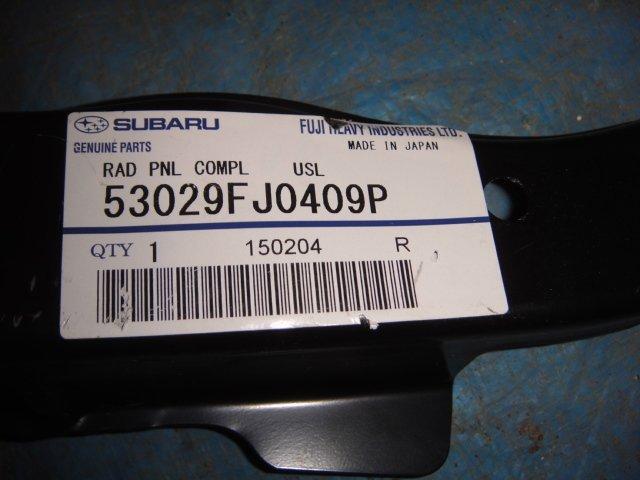 SUBARU FUJI HEAVY INDUSTRIES LTD.
GENUINE PARTS MADE IN JAPAN
RAD PNL COMPL USL
53029FJ0409P
QTY 1 150204 R